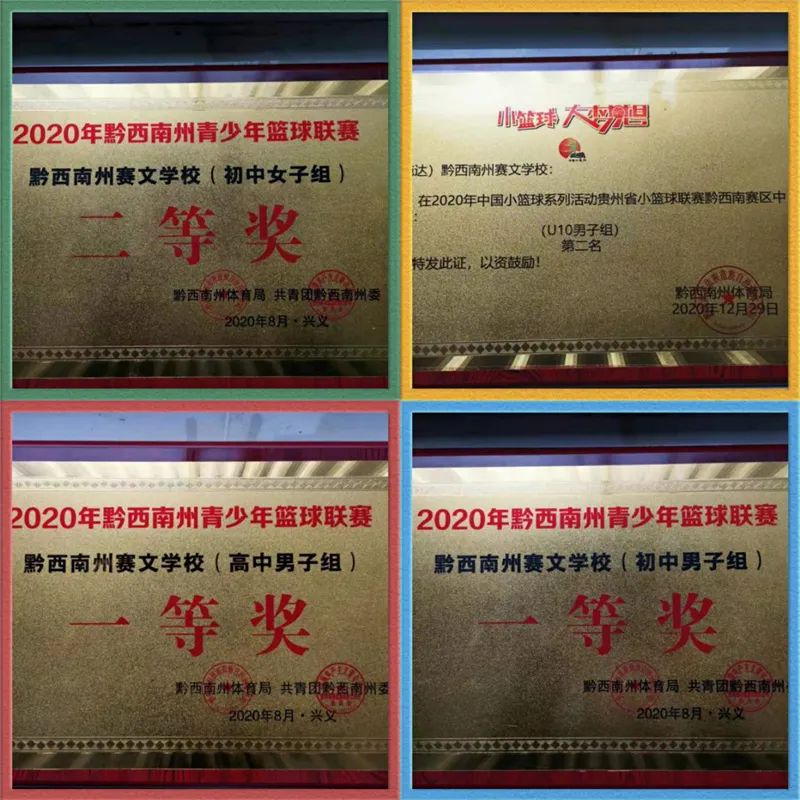 2020年黔西南州青少年篮球联赛
黔西南州赛文学校（初中女子组）
二等奖
黔西南州体育局 共青团黔西南州委
2020年8月·兴义
小篮球 大梦想
达）黔西南州赛文学校：
在2020年中国小篮球系列活动贵州省小篮球联赛黔西南赛区中
：
（U10男子组）
第二名
特发此证，以资鼓励！
黔西南州体育局
2020年12月29日
2020年黔西南州青少年篮球联赛
黔西南州赛文学校（高中男子组）
一等奖
黔西南州体育局 共青团黔西南州委
2020年8月·兴义
2020年黔西南州青少年篮球联赛
黔西南州赛文学校（初中男子组）
一等奖
黔西南州体育局 共青团黔西南州
2020年8月·兴义